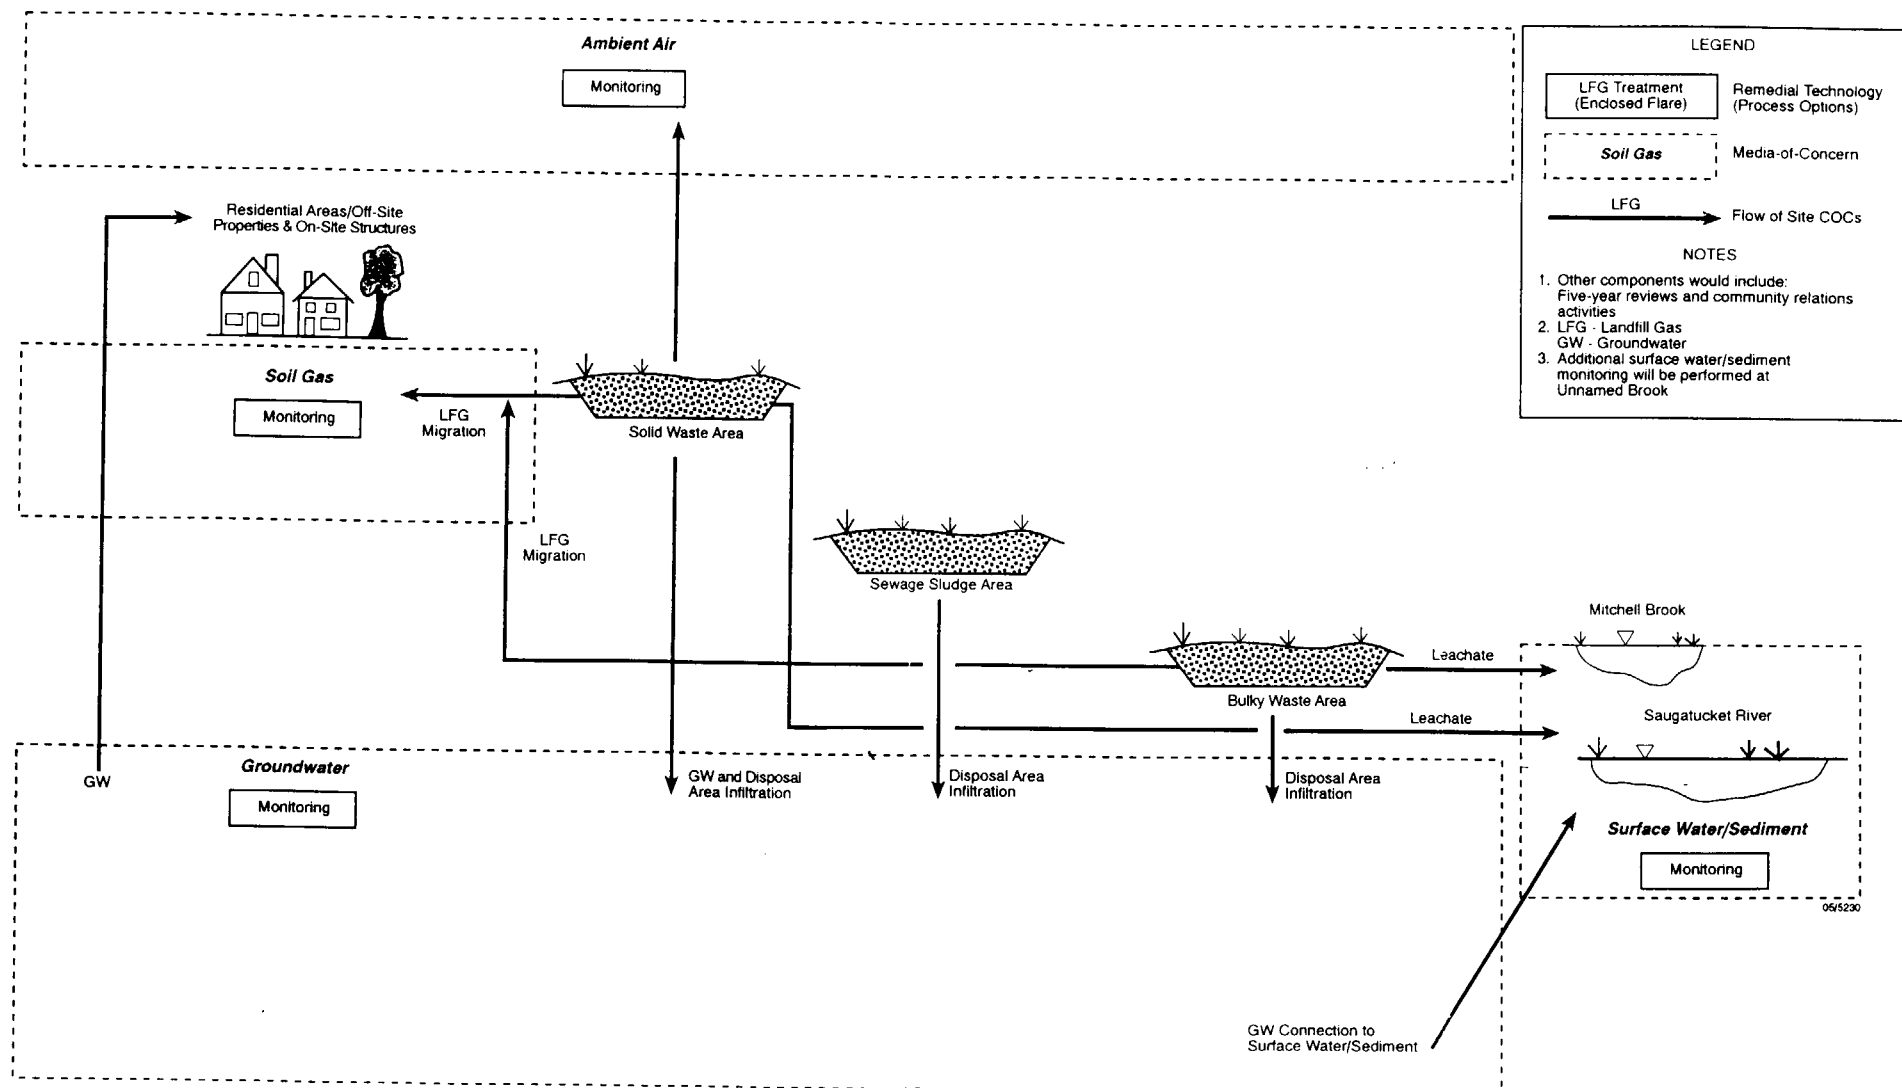 Ambient Air
Monitoring
LEGEND
LFG Treatment
(Enclosed Flare)
Remedial Technology
(Process Options)
Soil Gas
Media-of-Concern
LFG
Flow of Site COCs
NOTES
1. Other components would include:
Five-year reviews and community relations
activities
2. LFG - Landfill Gas
GW - Groundwater
3. Additional surface water/sediment
monitoring will be performed at
Unnamed Brook
Residential Areas/Off-Site
Properties & On-Site Structures
Soil Gas
Monitoring
LFG
Migration
Solid Waste Area
LFG
Migration
Sewage Sludge Area
Bulky Waste Area
Leachate
Leachate
Mitchell Brook
Saugatucket River
Surface Water/Sediment
Monitoring
05/5230
GW
Groundwater
Monitoring
GW and Disposal
Area Infiltration
Disposal Area
Infiltration
Disposal Area
Infiltration
GW Connection to
Surface Water/Sediment